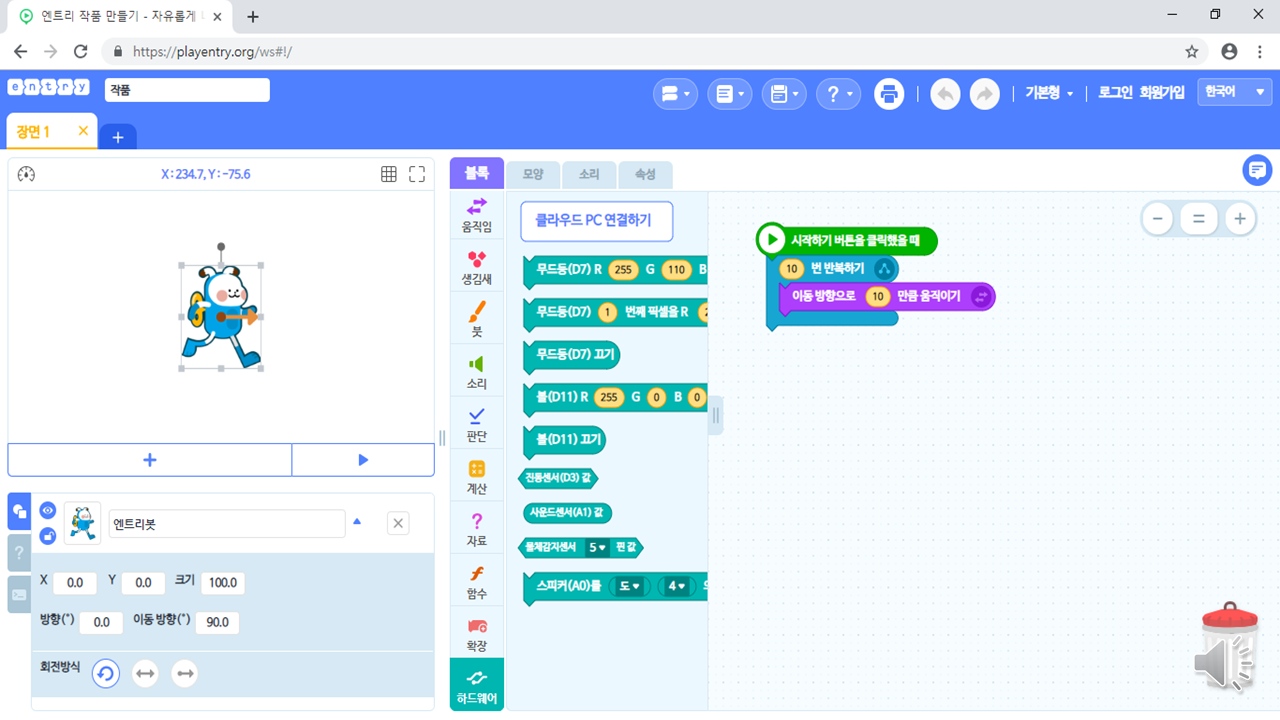 엔트리 작품 만들기 - 자유롭게
https://playentry.org/ws#!/
entry
작품
기본형
로그인 회원가입
한국어
장면 1
X:234.7, Y: -75.6
블록
모양
소리
속성
움직임
생김새
붓
소리
판단
계산
자료
함수
확장
하드웨어
클라우드 PC 연결하기
무드등(D7) R 255 G 110 B
무드등(D7) 1 번째 픽셀을 R
무드등(D7) 끄기
볼(D11) R 255 G 0 B 0
볼(D11) 끄기
진동센서(D3) 값
사운드센서(A1) 값
물체감지센서 5 핀 값
스피커(A0)를 도 4
시작하기 버튼을 클릭했을 때
10 번 반복하기
이동 방향으로 10 만큼 움직이기
엔트리봇
X 0.0 Y 0.0 크기 100.0
방향(°) 0.0 이동 방향(°) 90.0
회전방식